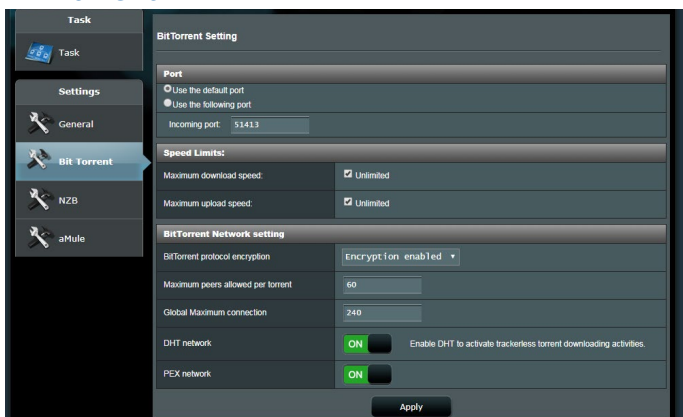 Task
Task
Settings
General
Bit Torrent
NZB
aMule
BitTorrent Setting
Port
Use the default port
Use the following port
Incoming port: 51413
Speed Limits:
Maximum download speed: Unlimited
Maximum upload speed: Unlimited
BitTorrent Network setting
BitTorrent protocol encryption Encryption enabled
Maximum peers allowed per torrent 60
Global Maximum connection 240
DHT network ON Enable DHT to activate trackerless torrent downloading activities.
PEX network ON
Apply